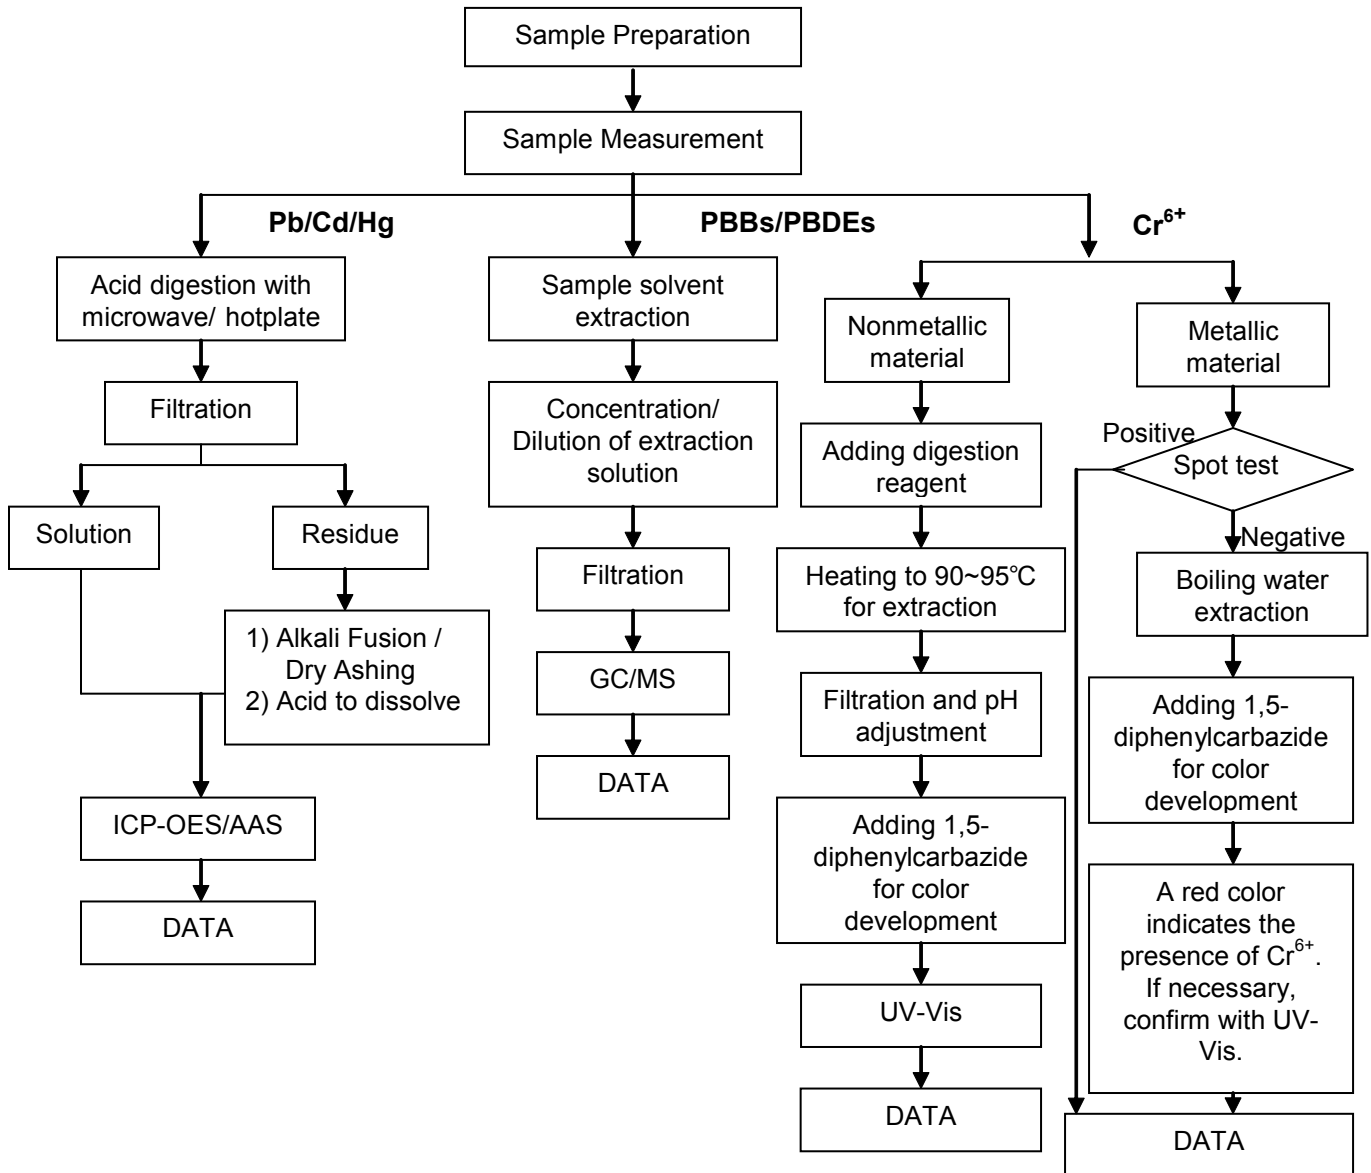 Sample Preparation
Sample Measurement
Pb/Cd/Hg
PBBs/PBDEs
Cr⁶⁺
Acid digestion with
microwave/ hotplate
Filtration
Solution
Residue
1) Alkali Fusion /
Dry Ashing
2) Acid to dissolve
ICP-OES/AAS
DATA
Sample solvent
extraction
Concentration/
Dilution of extraction
solution
Filtration
GC/MS
DATA
Nonmetallic
material
Adding digestion
reagent
Heating to 90~95℃
for extraction
Filtration and pH
adjustment
Adding 1,5-
diphenylcarbazide
for color
development
UV-Vis
DATA
Metallic
material
Positive
Spot test
Negative
Boiling water
extraction
Adding 1,5-
diphenylcarbazide
for color
development
A red color
indicates the
presence of Cr⁶⁺.
If necessary,
confirm with UV-
Vis.
DATA